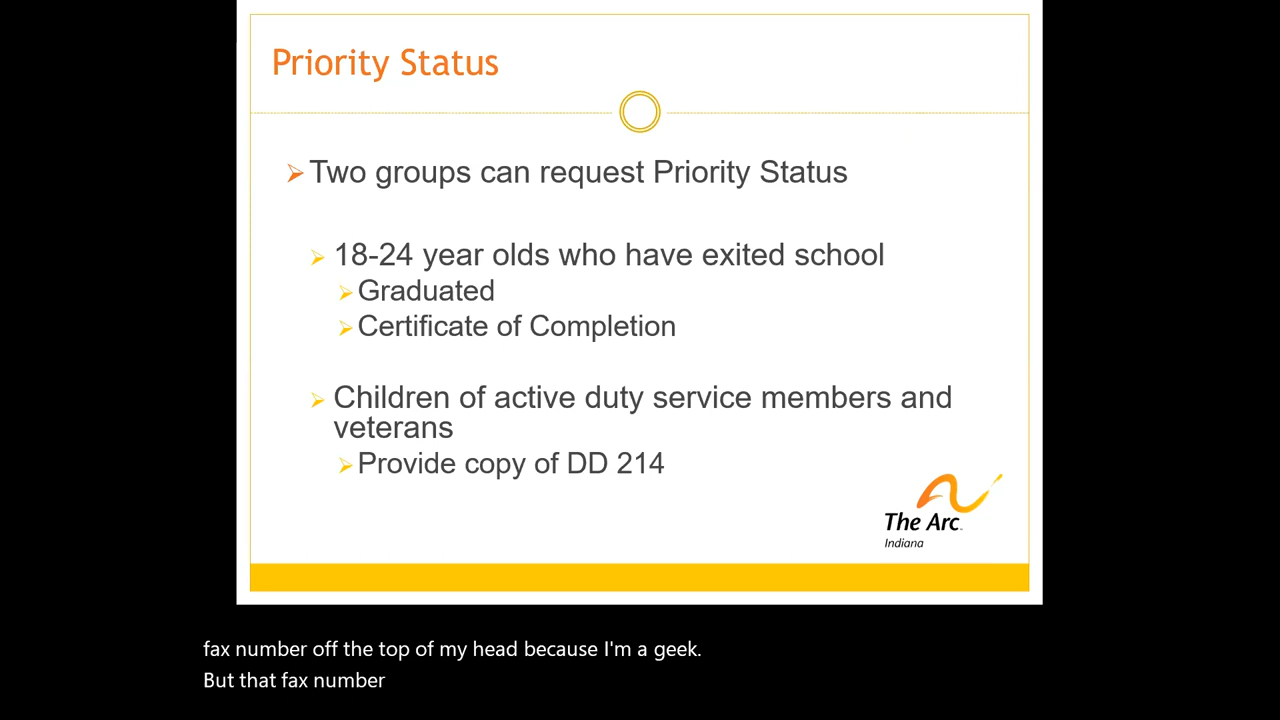 Priority Status
Two groups can request Priority Status
18-24 year olds who have exited school
Graduated
Certificate of Completion
Children of active duty service members and
veterans
Provide copy of DD 214
The Arc
Indiana
fax number off the top of my head because I'm a geek.
But that fax number